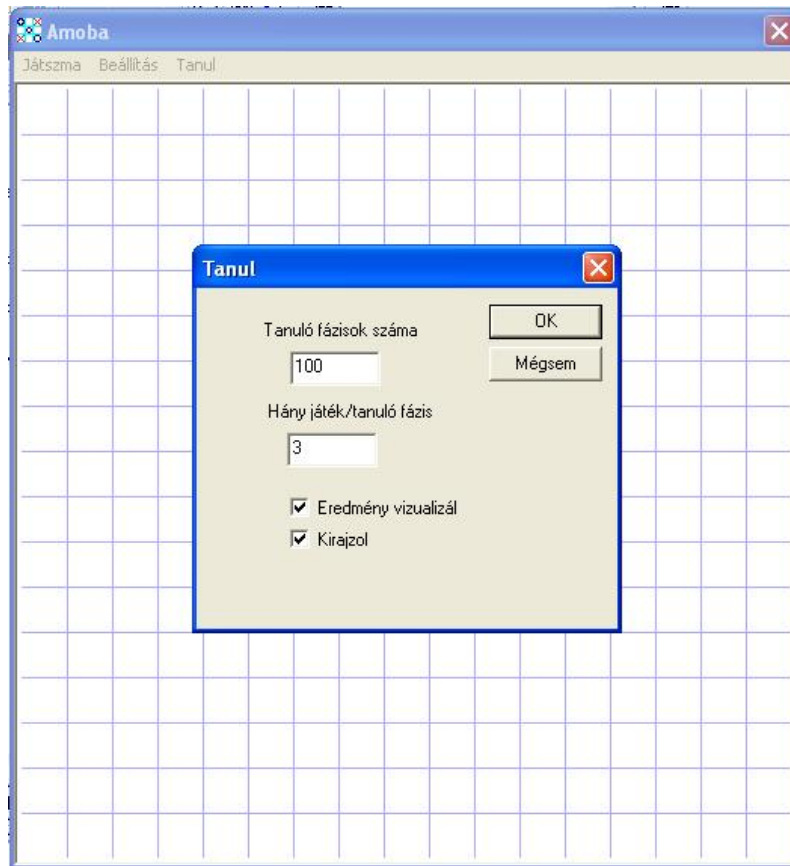 Amoba
Játszma Beállítás Tanul
Tanul
Tanuló fázisok száma
OK
100
Mégsem
Hány játék/tanuló fázis
3
Eredmény vizualizál
Kirajzol